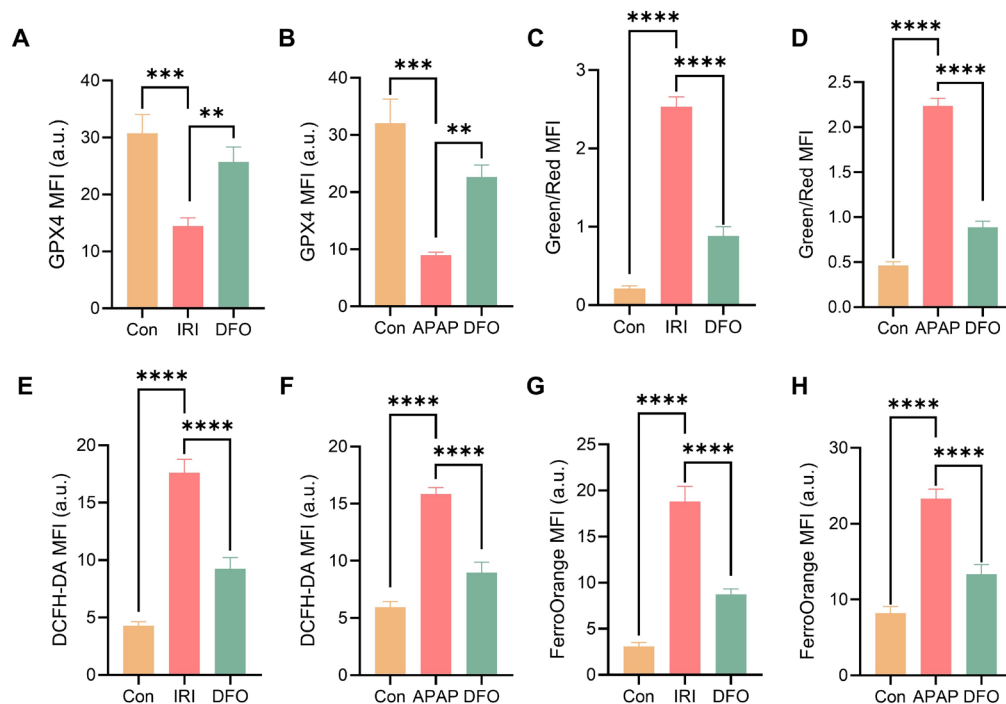 A
GPX4 MFI (a.u.)
40
30
20
10
0
***
**
Con IRI DFO
B
GPX4 MFI (a.u.)
40
30
20
10
0
***
**
Con APAP DFO
C
Green/Red MFI
3
2
1
0
****
****
Con IRI DFO
D
Green/Red MFI
2.5
2.0
1.5
1.0
0.5
0.0
****
****
Con APAP DFO
E
DCFH-DA MFI (a.u.)
20
15
10
5
0
****
****
Con IRI DFO
F
DCFH-DA MFI (a.u.)
20
15
10
5
0
****
****
Con APAP DFO
G
FerroOrange MFI (a.u.)
25
20
15
10
5
0
****
****
Con IRI DFO
H
FerroOrange MFI (a.u.)
30
20
10
0
****
****
Con APAP DFO